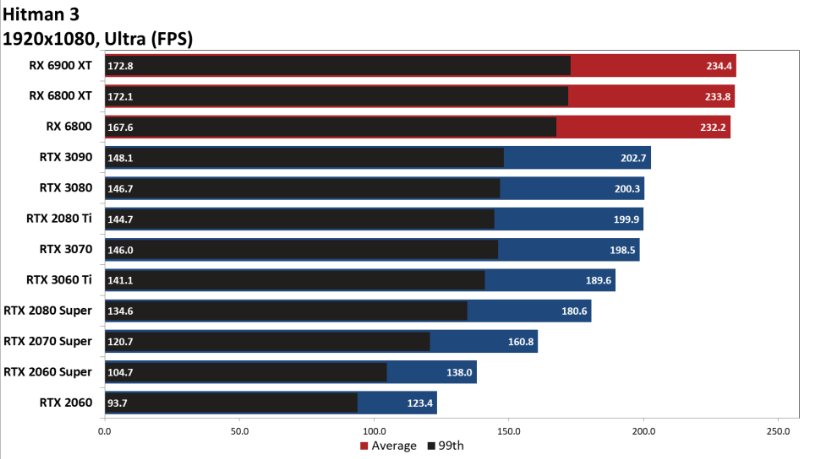 Hitman 3
1920x1080, Ultra (FPS)
RX 6900 XT 172.8 234.4
RX 6800 XT 172.1 233.8
RX 6800 167.6 232.2
RTX 3090 148.1 202.7
RTX 3080 146.7 200.3
RTX 2080 Ti 144.7 199.9
RTX 3070 146.0 198.5
RTX 3060 Ti 141.1 189.6
RTX 2080 Super 134.6 180.6
RTX 2070 Super 120.7 160.8
RTX 2060 Super 104.7 138.0
RTX 2060 93.7 123.4
0.0 50.0 100.0 150.0 200.0 250.0
Average 99th